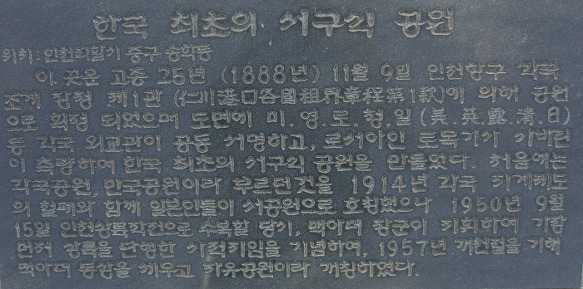 한국 최초의 서구식 공원
위치: 인천직할시 중구 송학동
이 곳은 고종 25년 (1888년) 11월 9일 인천항구 각국
조계 장정 제1관 (仁川港口各國租界章程第1款)에 의해 공원
으로 획정 되었으며 도면에 미.영.로.청.일 (美.英.露.清.日)
등 각국 외교관이 공동 서명하고, 로서아인 토목기사 사바틴
이 측량하여 한국 최초의 서구식 공원을 만들었다. 처음에는
각국공원, 만국공원이라 부르던것을 1914년 각국 지계제도
의 철폐와 함께 일본인들이 서공원으로 호칭했으나 1950년 9월
15일 인천상륙작전으로 수복할 당시, 맥아더 장군이 지휘하여 가장
먼저 상륙을 단행한 사적지임을 기념하여, 1957년 개천절을 기해
맥아더 동상을 세우고 자유공원이라 개칭하였다.